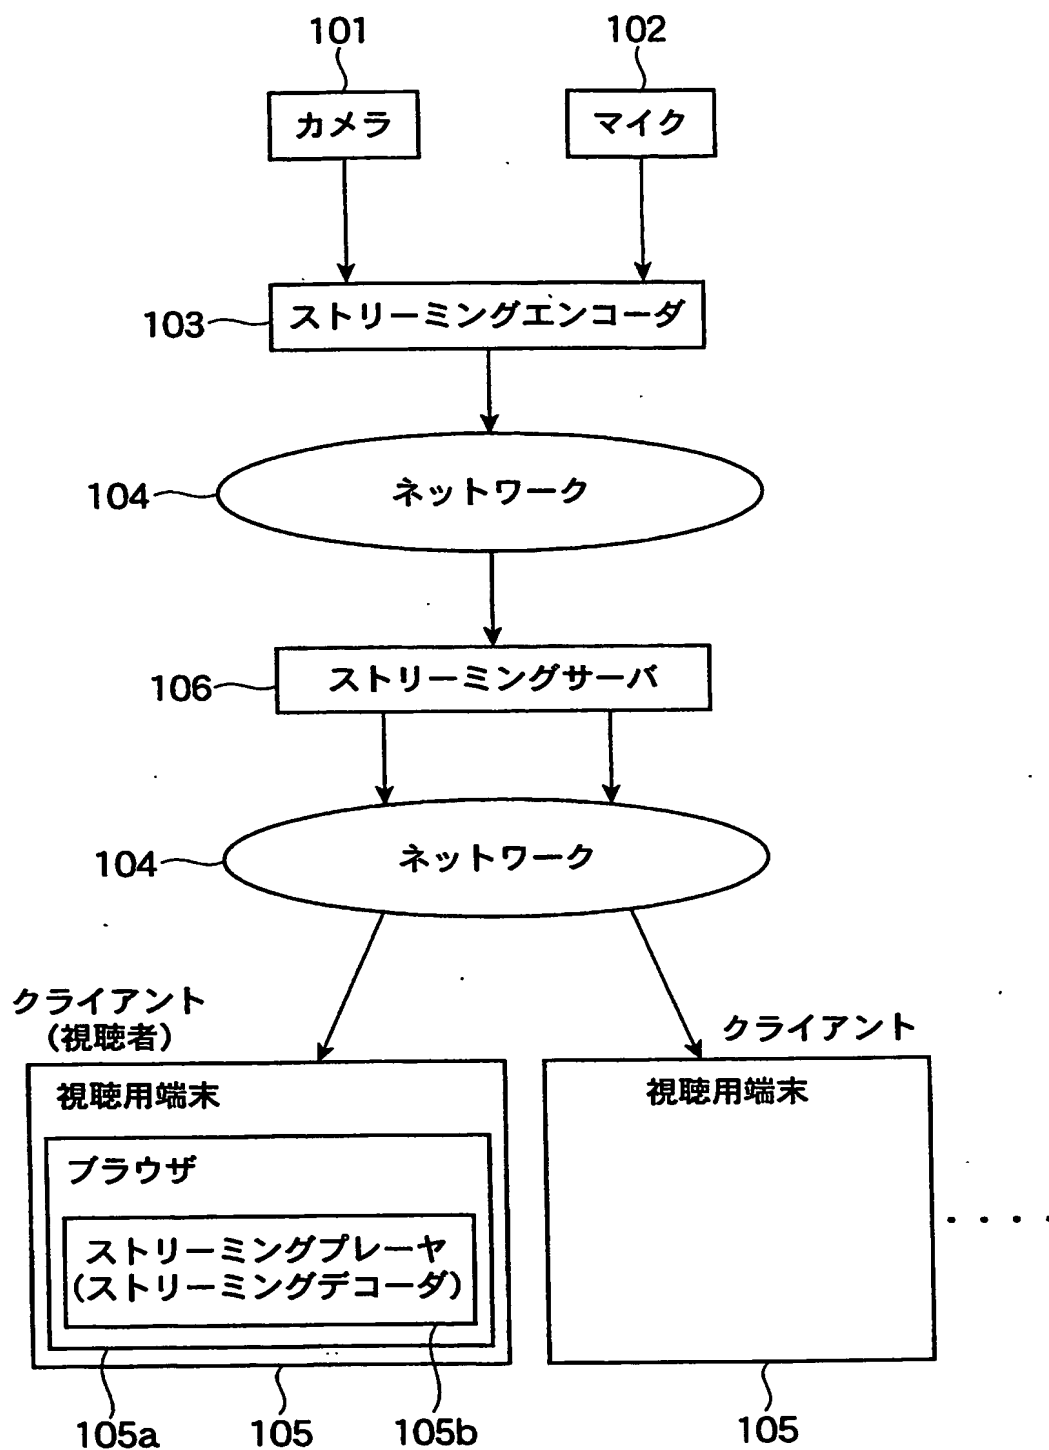 101
102
カメラ
マイク
103
ストリーミングエンコーダ
104
ネットワーク
106
ストリーミングサーバ
104
ネットワーク
クライアント
(視聴者)
クライアント
視聴用端末
視聴用端末
ブラウザ
ストリーミングプレーヤ
(ストリーミングデコーダ)
・・・・
105a
105
105b
105